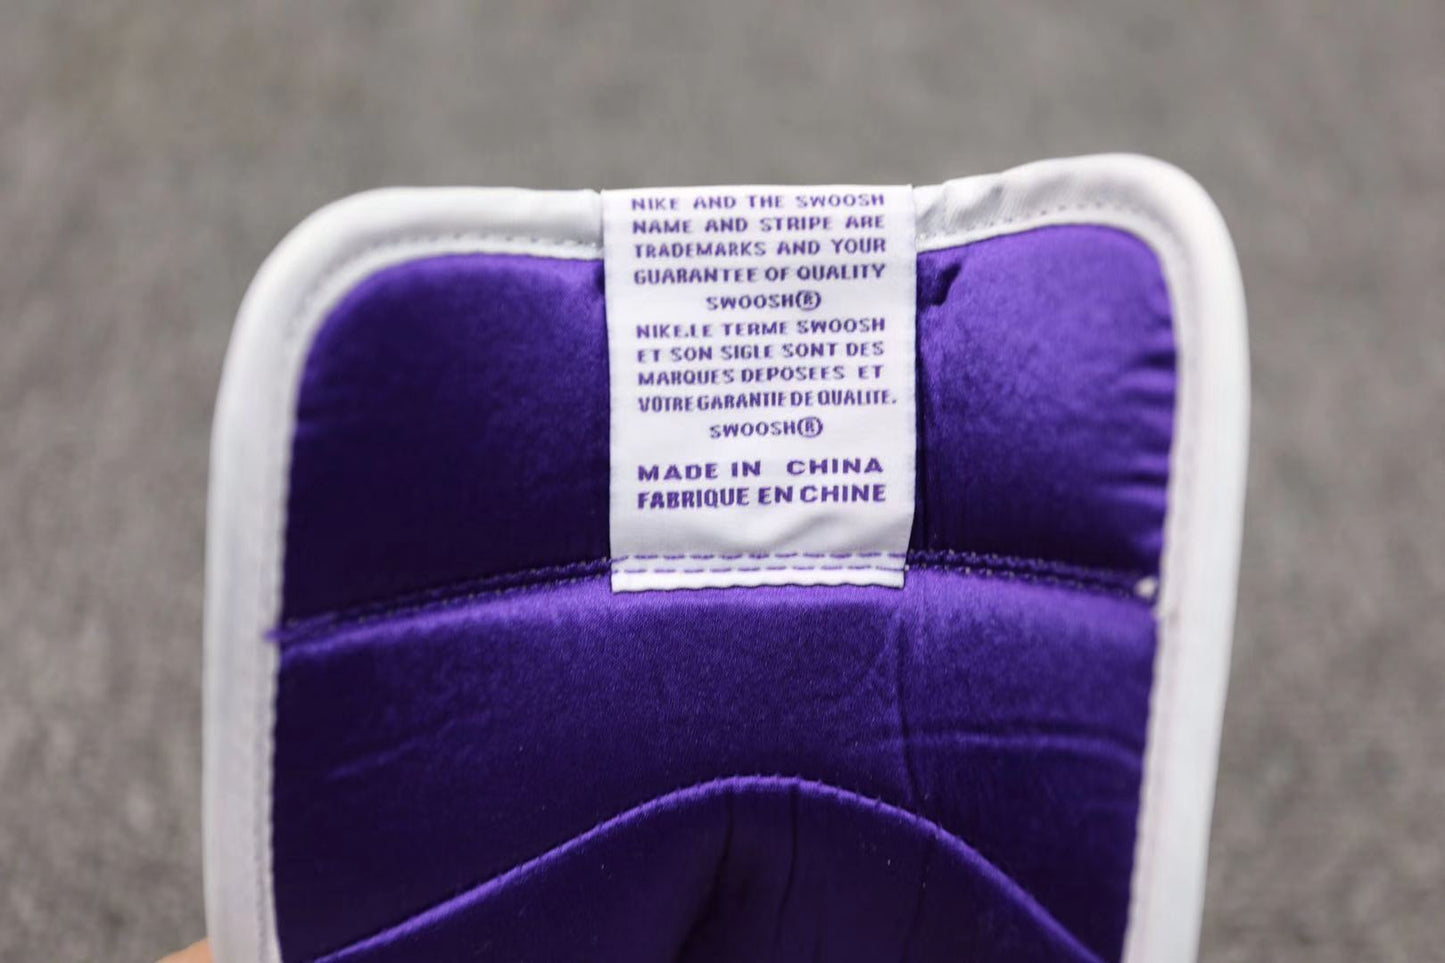 NIKE AND THE SWOOSH
NAME AND STRIPE ARE
TRADEMARKS AND YOUR
GUARANTEE OF QUALITY
SWOOSH®
NIKE.LE TERME SWOOSH
ET SON SIGLE SONT DES
MARQUES DEPOSEES ET
VOTRE GARANTIE DE QUALITE.
SWOOSH®
MADE IN CHINA
FABRIQUE EN CHINE